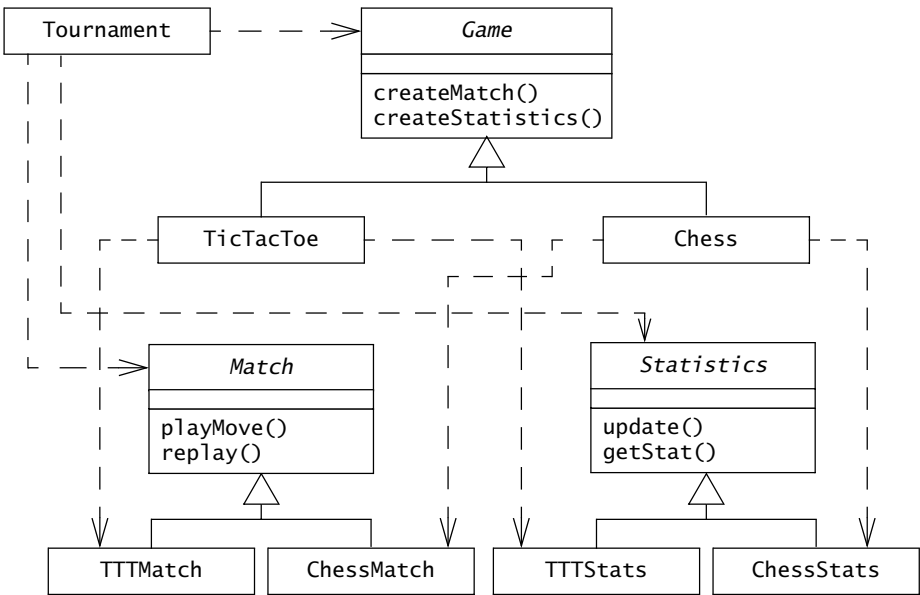 Tournament
Game
createMatch()
createStatistics()
TicTacToe
Chess
Match
playMove()
replay()
Statistics
update()
getStat()
TTTMatch
ChessMatch
TTTStats
ChessStats